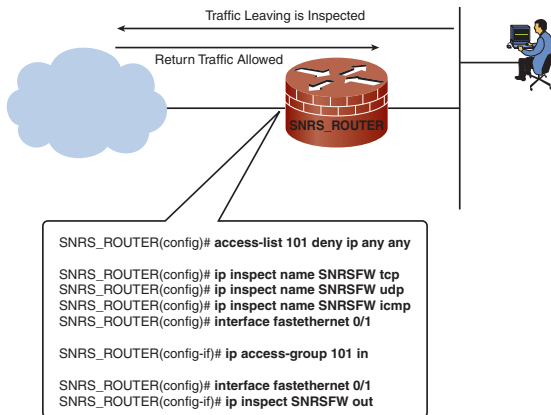 Traffic Leaving is Inspected
Return Traffic Allowed
SNRS_ROUTER
SNRS_ROUTER(config)# access-list 101 deny ip any any
SNRS_ROUTER(config)# ip inspect name SNRSFW tcp
SNRS_ROUTER(config)# ip inspect name SNRSFW udp
SNRS_ROUTER(config)# ip inspect name SNRSFW icmp
SNRS_ROUTER(config)# interface fastethernet 0/1
SNRS_ROUTER(config-if)# ip access-group 101 in
SNRS_ROUTER(config)# interface fastethernet 0/1
SNRS_ROUTER(config-if)# ip inspect SNRSFW out